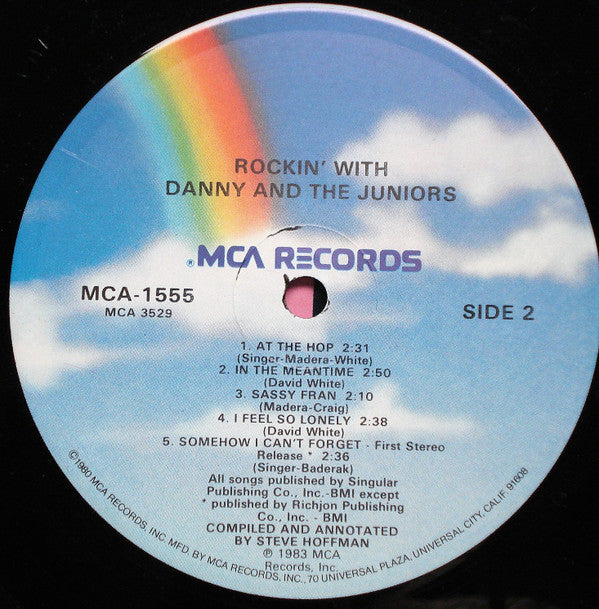 ROCKIN' WITH
DANNY AND THE JUNIORS
®MCA RECORDS
MCA-1555
MCA 3529
SIDE 2
1. AT THE HOP 2:31
(Singer-Madera-White)
2. IN THE MEANTIME 2:50
(David White)
3. SASSY FRAN 2:10
(Madera-Craig)
4. I FEEL SO LONELY 2:38
(David White)
5. SOMEHOW I CAN'T FORGET - First Stereo
Release * 2:36
(Singer-Baderak)
All songs published by Singular
Publishing Co., Inc.-BMI except
* published by Richjon Publishing
Co., Inc. - BMI
COMPILED AND ANNOTATED
BY STEVE HOFFMAN
℗ 1983 MCA
Records, Inc.
©1980 MCA RECORDS, INC. MFD. BY MCA RECORDS, INC., 70 UNIVERSAL PLAZA, UNIVERSAL CITY, CALIF. 91608